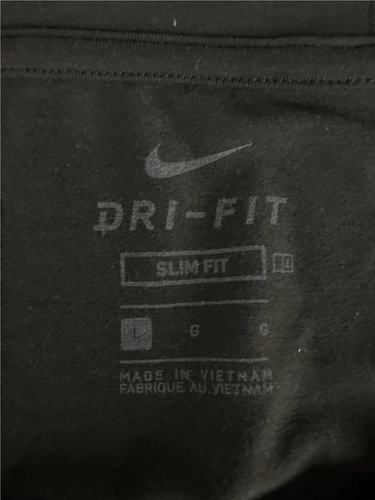 DRI-FIT
SLIM FIT
L G G
MADE IN VIETNAM
FABRIQUE AU VIETNAM